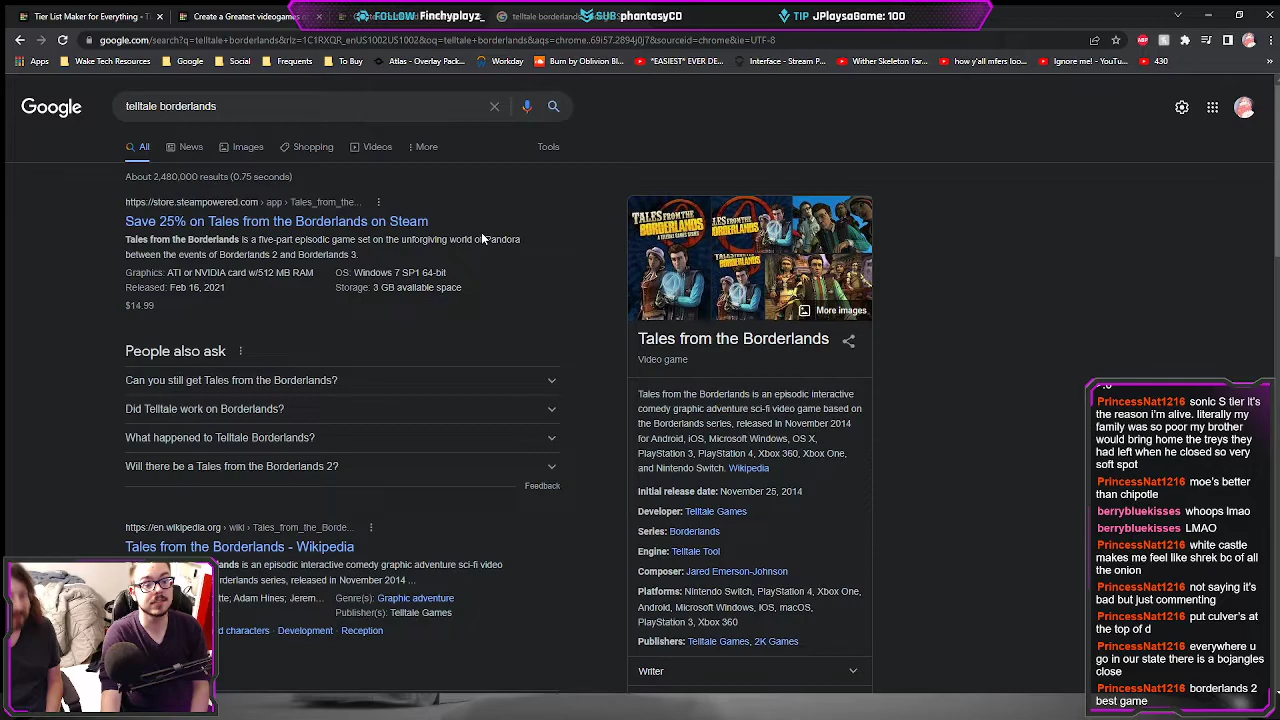 Tier List Maker for Everything - T
Create a Greatest videogames
FOLLOW Finchyplayz_
telltale borderlands
SUB phantasyCD
TIP JPlaysaGame: 100
google.com/search?q=telltale+borderlands&rlz=1C1RXQR_enUS1002US1002&oq=telltale+borderlands&aqs=chrome..69i57.2894j0j7&sourceid=chrome&ie=UTF-8
Apps
Wake Tech Resources
Google
Social
Frequents
To Buy
Atlas - Overlay Pack...
Workday
Burn by Oblivion Bl...
*EASIEST* EVER DE...
Interface - Stream P...
Wither Skeleton Far...
how y'all mfers loo...
Ignore me! - YouTu...
430
»
Google
telltale borderlands
All
News
Images
Shopping
Videos
More
Tools
About 2,480,000 results (0.75 seconds)
https://store.steampowered.com › app › Tales_from_the...
Save 25% on Tales from the Borderlands on Steam
Tales from the Borderlands is a five-part episodic game set on the unforgiving world of Pandora
between the events of Borderlands 2 and Borderlands 3.
Graphics: ATI or NVIDIA card w/512 MB RAM
OS: Windows 7 SP1 64-bit
Released: Feb 16, 2021
Storage: 3 GB available space
$14.99
People also ask
Can you still get Tales from the Borderlands?
Did Telltale work on Borderlands?
What happened to Telltale Borderlands?
Will there be a Tales from the Borderlands 2?
Feedback
https://en.wikipedia.org › wiki › Tales_from_the_Borde...
Tales from the Borderlands - Wikipedia
lands is an episodic interactive comedy graphic adventure sci-fi video
rderlands series, released in November 2014 ...
tte; Adam Hines; Jerem...
Genre(s): Graphic adventure
Publisher(s): Telltale Games
d characters · Development · Reception
TALES FROM THE BORDERLANDS
More images
Tales from the Borderlands
Video game
Tales from the Borderlands is an episodic interactive
comedy graphic adventure sci-fi video game based on
the Borderlands series, released in November 2014
for Android, iOS, Microsoft Windows, OS X,
PlayStation 3, PlayStation 4, Xbox 360, Xbox One,
and Nintendo Switch. Wikipedia
Initial release date: November 25, 2014
Developer: Telltale Games
Series: Borderlands
Engine: Telltale Tool
Composer: Jared Emerson-Johnson
Platforms: Nintendo Switch, PlayStation 4, Xbox One,
Android, Microsoft Windows, iOS, macOS,
PlayStation 3, Xbox 360
Publishers: Telltale Games, 2K Games
Writer
PrincessNat1216 sonic S tier it's
the reason i'm alive. literally my
family was so poor my brother
would bring home the treys they
had left when he closed so very
soft spot
PrincessNat1216 moe's better
than chipotle
berrybluekisses whoops lmao
berrybluekisses LMAO
PrincessNat1216 white castle
makes me feel like shrek bc of all
the onion
PrincessNat1216 not saying it's
bad but just commenting
PrincessNat1216 put culver's at
the top of d
PrincessNat1216 everywhere u
go in our state there is a bojangles
close
PrincessNat1216 borderlands 2
best game